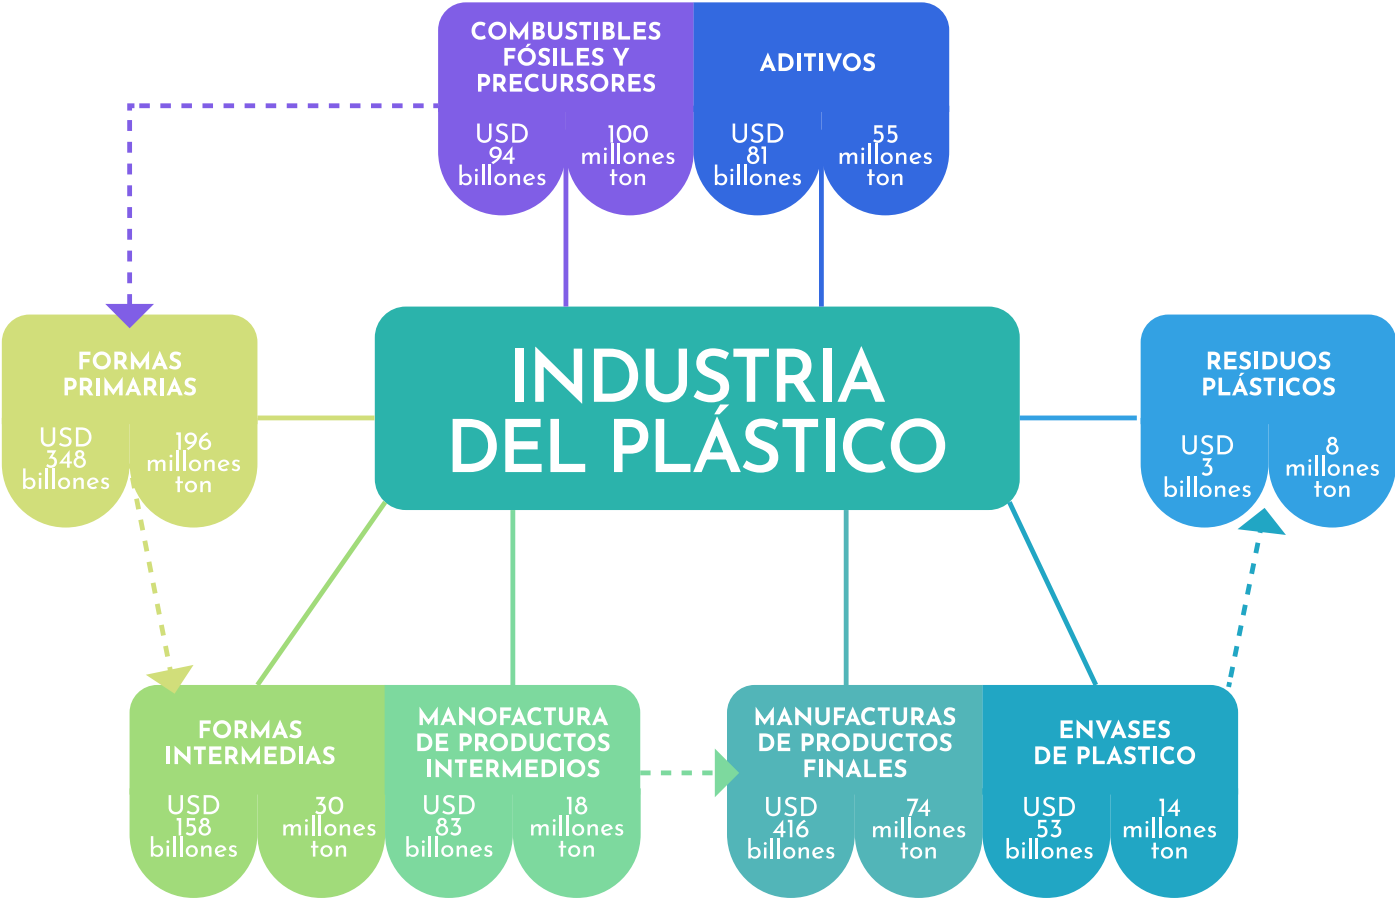 COMBUSTIBLES
FÓSILES Y
PRECURSORES
USD
94
billones
100
millones
ton
ADITIVOS
USD
81
billones
55
millones
ton
INDUSTRIA
DEL PLÁSTICO
FORMAS
PRIMARIAS
USD
348
billones
196
millones
ton
RESIDUOS
PLÁSTICOS
USD
3
billones
8
millones
ton
FORMAS
INTERMEDIAS
USD
158
billones
30
millones
ton
MANOFACTURA
DE PRODUCTOS
INTERMEDIOS
USD
83
billones
18
millones
ton
MANUFACTURAS
DE PRODUCTOS
FINALES
USD
416
billones
74
millones
ton
ENVASES
DE PLASTICO
USD
53
billones
14
millones
ton